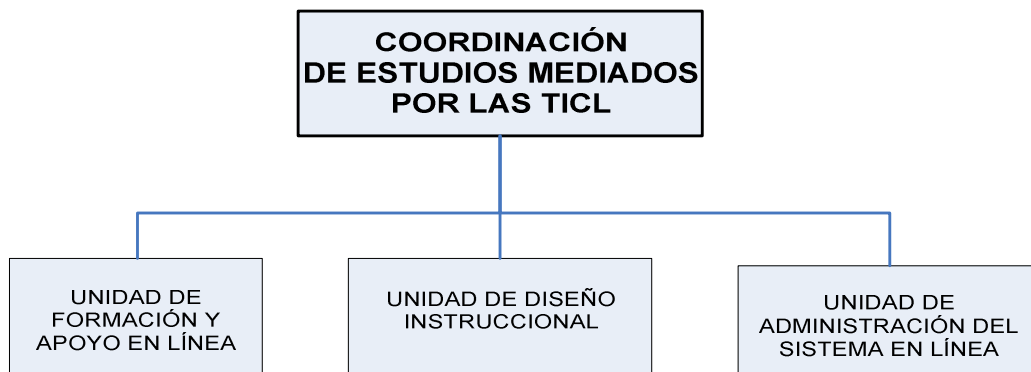 COORDINACIÓN
DE ESTUDIOS MEDIADOS
POR LAS TICL
UNIDAD DE
FORMACIÓN Y
APOYO EN LÍNEA
UNIDAD DE DISEÑO
INSTRUCCIONAL
UNIDAD DE
ADMINISTRACIÓN DEL
SISTEMA EN LÍNEA